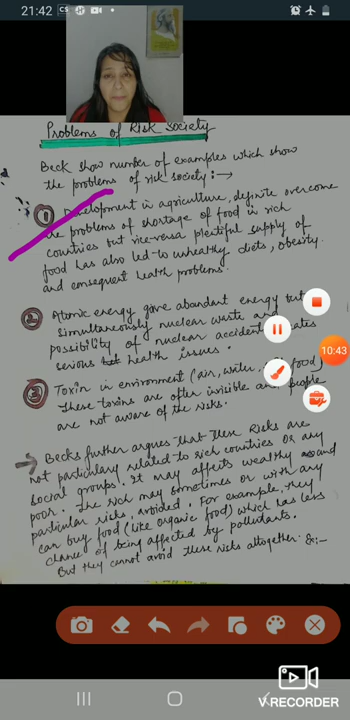 21:42 CS
Problems of Risk Society
Beck show number of examples which show
the problems of risk society:→
① Development in agriculture, definite overcome
the problems of shortage of food in rich
countries but vice-versa plentiful supply of
food has also led to unhealthy diets, obesity
and consequent health problems.
② Atomic energy gave abundant energy but
simultaneously nuclear waste and
possibility of nuclear accident
serious health issues.
③ Toxin in environment (air, water, food)
These toxins are often invisible and people
are not aware of the risks.
→ Becks further argues that these Risks are
not particulary related to rich countries or any
social groups. It may affects wealthy and
poor. The rich may sometimes or with any
particular risks, avoided. For example, they
can buy food (like organic food) which has less
chance of being affected by pollutants.
But they cannot avoid these risks altogether. &:-
10:43
V RECORDER